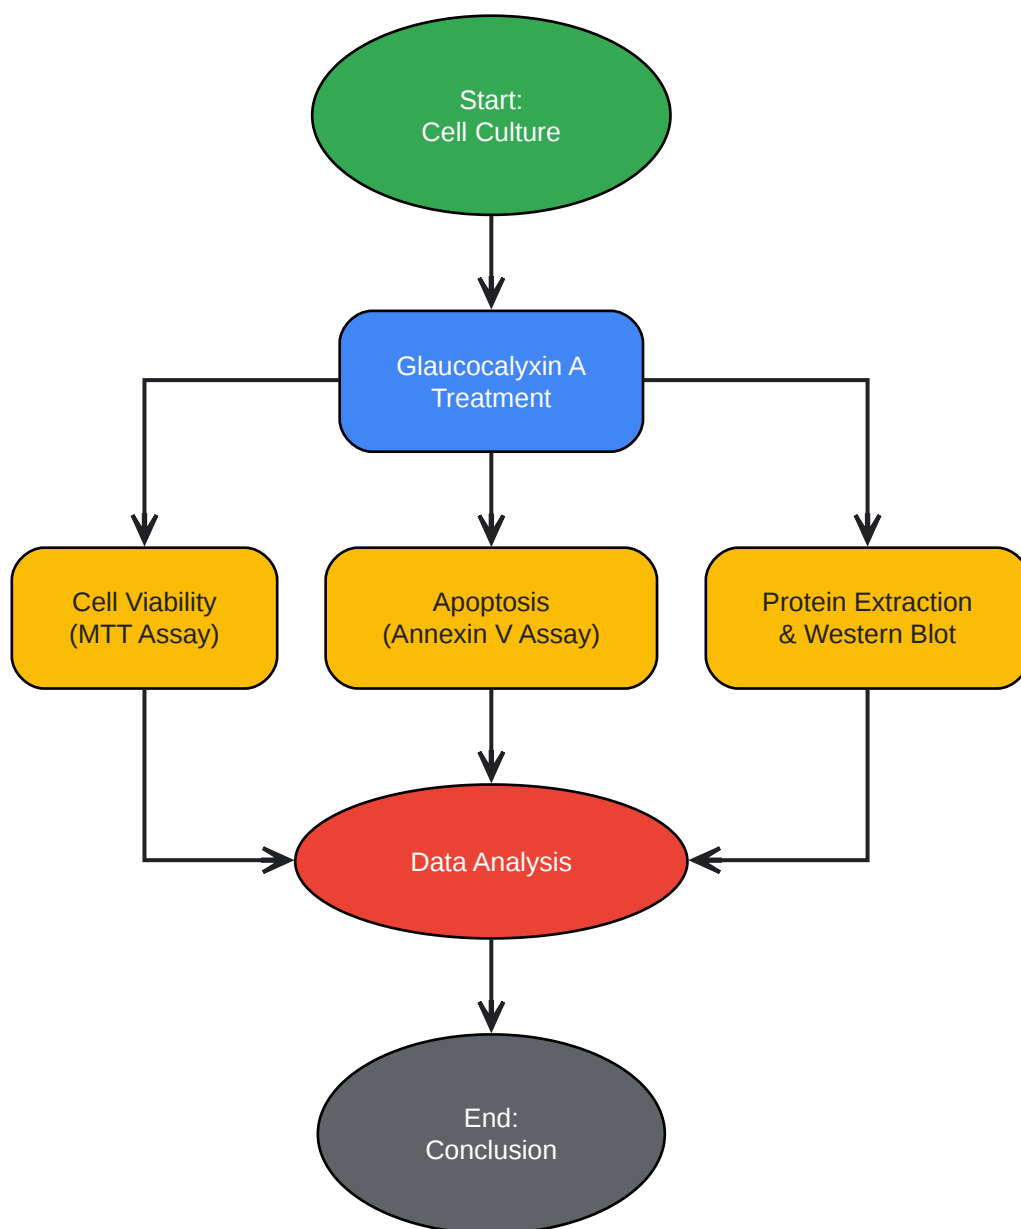 Start:
Cell Culture
Glaucocalyxin A
Treatment
Cell Viability
(MTT Assay)
Apoptosis
(Annexin V Assay)
Protein Extraction
& Western Blot
Data Analysis
End:
Conclusion